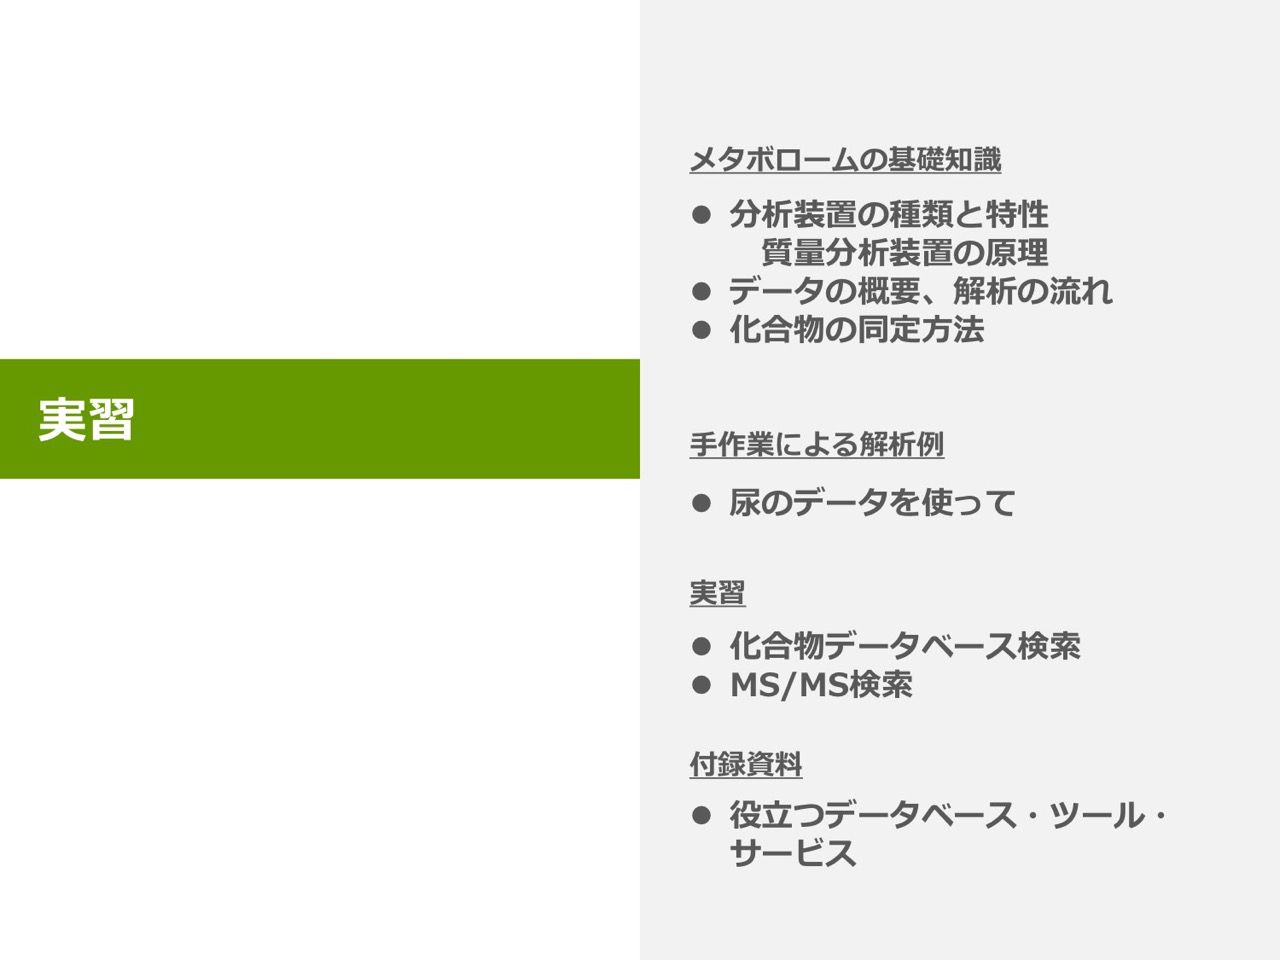 実習
メタボロームの基礎知識
● 分析装置の種類と特性
質量分析装置の原理
● データの概要、解析の流れ
● 化合物の同定方法
手作業による解析例
● 尿のデータを使って
実習
● 化合物データベース検索
● MS/MS検索
付録資料
● 役立つデータベース・ツール・
サービス